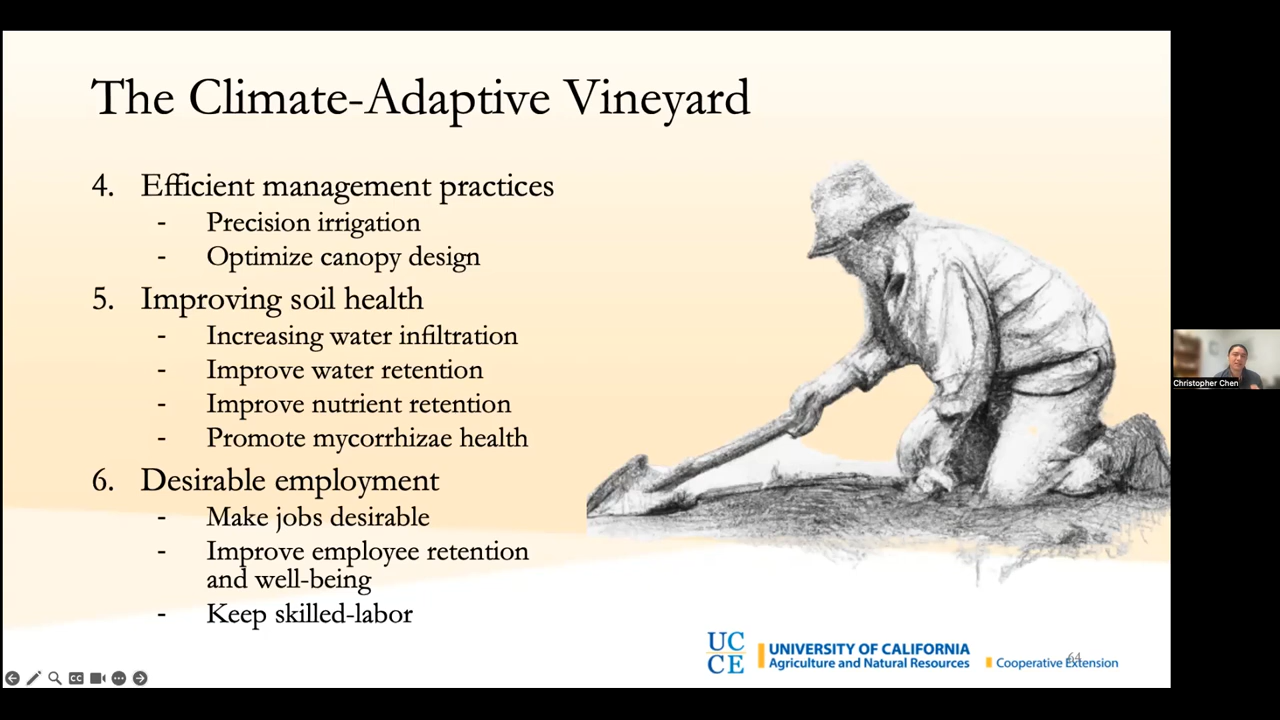 The Climate-Adaptive Vineyard
4. Efficient management practices
- Precision irrigation
- Optimize canopy design
5. Improving soil health
- Increasing water infiltration
- Improve water retention
- Improve nutrient retention
- Promote mycorrhizae health
6. Desirable employment
- Make jobs desirable
- Improve employee retention
and well-being
- Keep skilled-labor
UC
CE
UNIVERSITY OF CALIFORNIA
Agriculture and Natural Resources
Cooperative Extension
64
CC
Christopher Chen